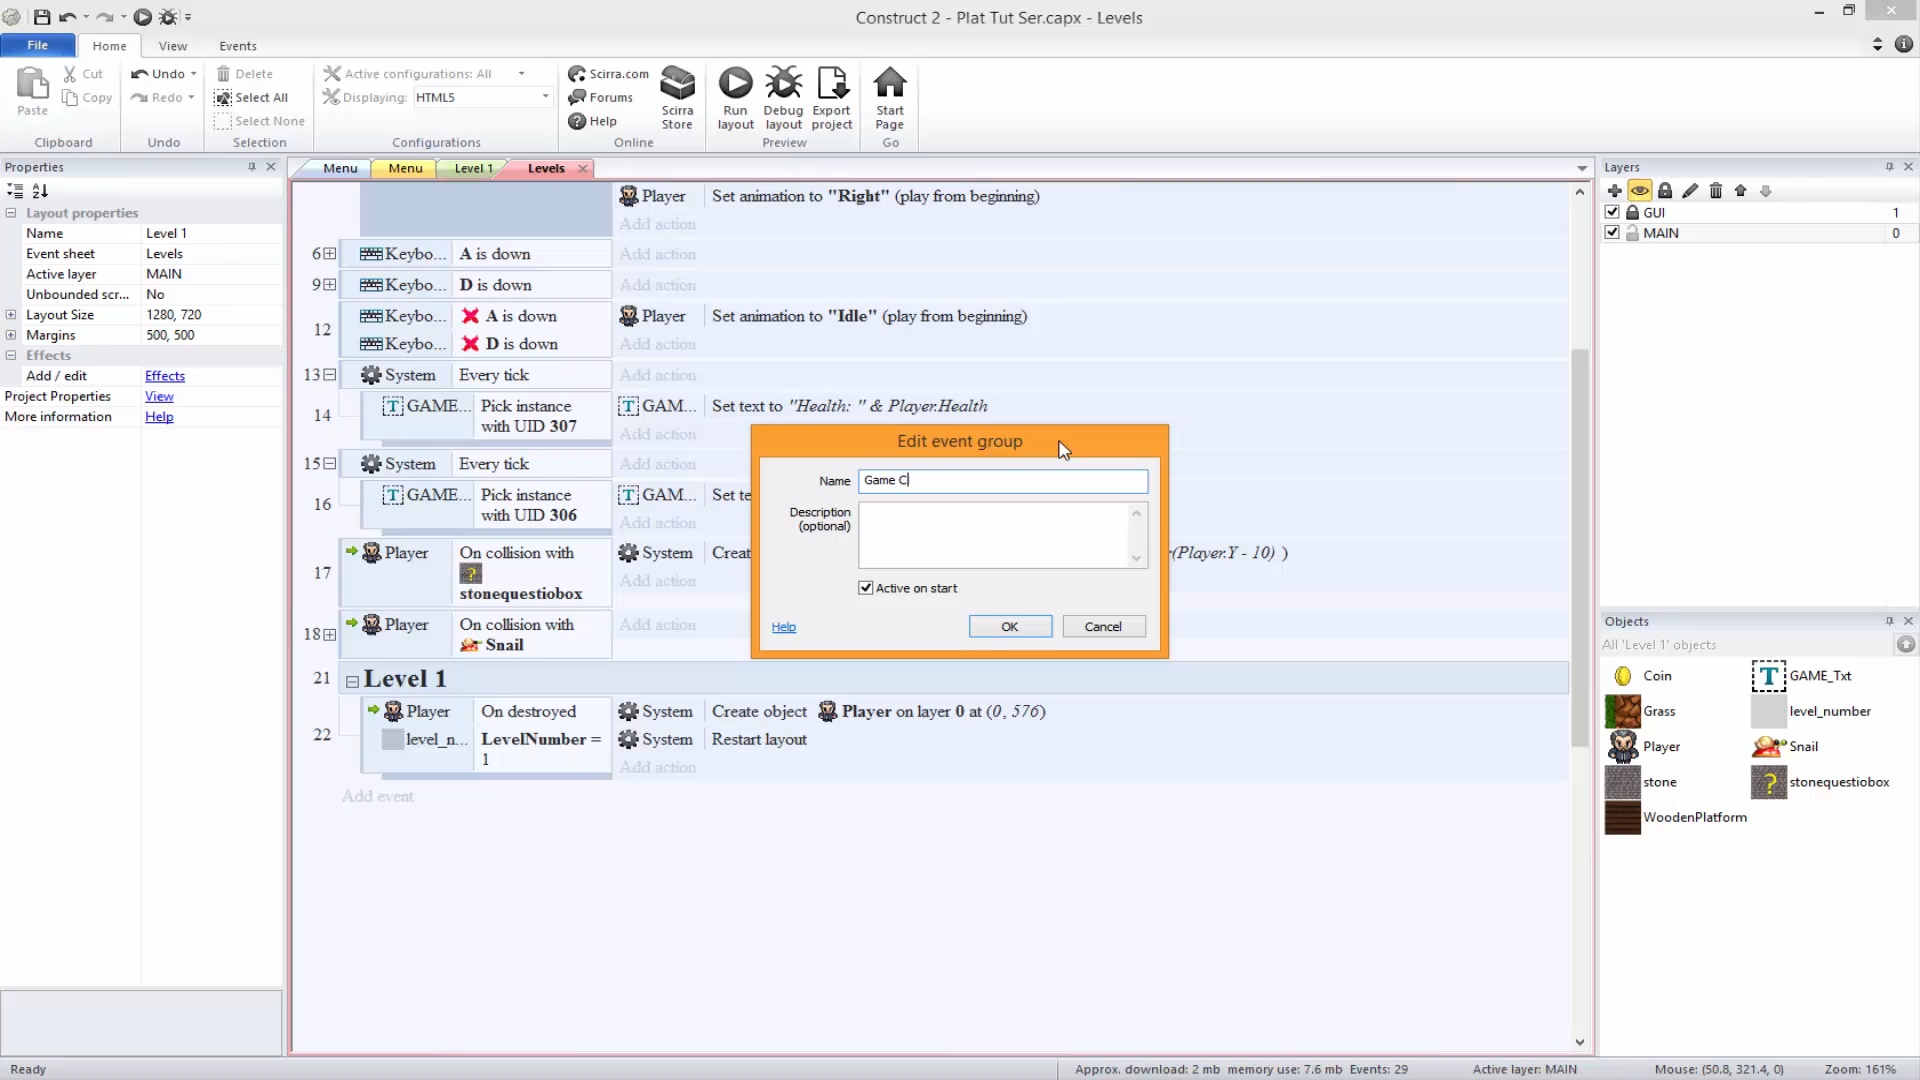 Construct 2 - Plat Tut Ser.capx - Levels
File Home View Events
Paste Cut Copy Clipboard
Undo Redo Undo
Delete Select All Select None Selection
Active configurations: All
Displaying: HTML5
Configurations
Scirra.com Forums Help Scirra Store Online
Run layout Debug layout Export project Preview
Start Page Go
Properties
Layout properties
Name Level 1
Event sheet Levels
Active layer MAIN
Unbounded scr... No
Layout Size 1280, 720
Margins 500, 500
Effects
Add / edit Effects
Project Properties View
More information Help
Menu Menu Level 1 Levels
Player Set animation to "Right" (play from beginning)
Add action
6 Keybo... A is down Add action
9 Keybo... D is down Add action
12 Keybo... A is down Player Set animation to "Idle" (play from beginning)
Keybo... D is down Add action
13 System Every tick Add action
14 GAME... Pick instance with UID 307 GAM... Set text to "Health: " & Player.Health
Add action
15 System Every tick Add action
16 GAME... Pick instance with UID 306 GAM... Set te
Add action
17 Player On collision with stonequestiobox System Creat (Player.Y - 10) )
Add action
18 Player On collision with Snail Add action
21 Level 1
22 Player On destroyed System Create object Player on layer 0 at (0, 576)
level_n... LevelNumber = 1 System Restart layout
Add action
Add event
Edit event group
Name Game C
Description (optional)
Active on start
Help OK Cancel
Layers
GUI 1
MAIN 0
Objects
All 'Level 1' objects
Coin GAME_Txt
Grass level_number
Player Snail
stone stonequestiobox
WoodenPlatform
Ready Approx. download: 2 mb memory use: 7.6 mb Events: 29 Active layer: MAIN Mouse: (50.8, 321.4, 0) Zoom: 161%